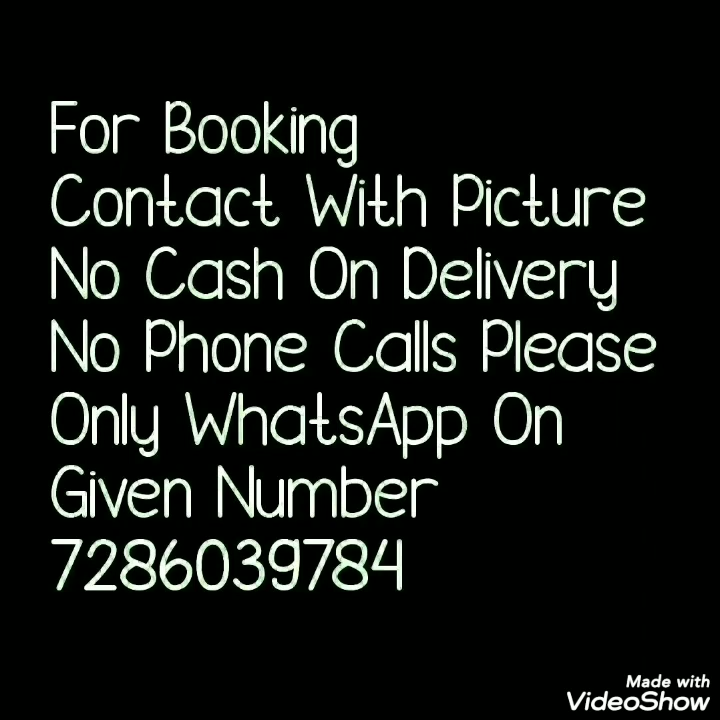 For Booking
Contact With Picture
No Cash On Delivery
No Phone Calls Please
Only WhatsApp On
Given Number
7286039784
Made with
VideoShow